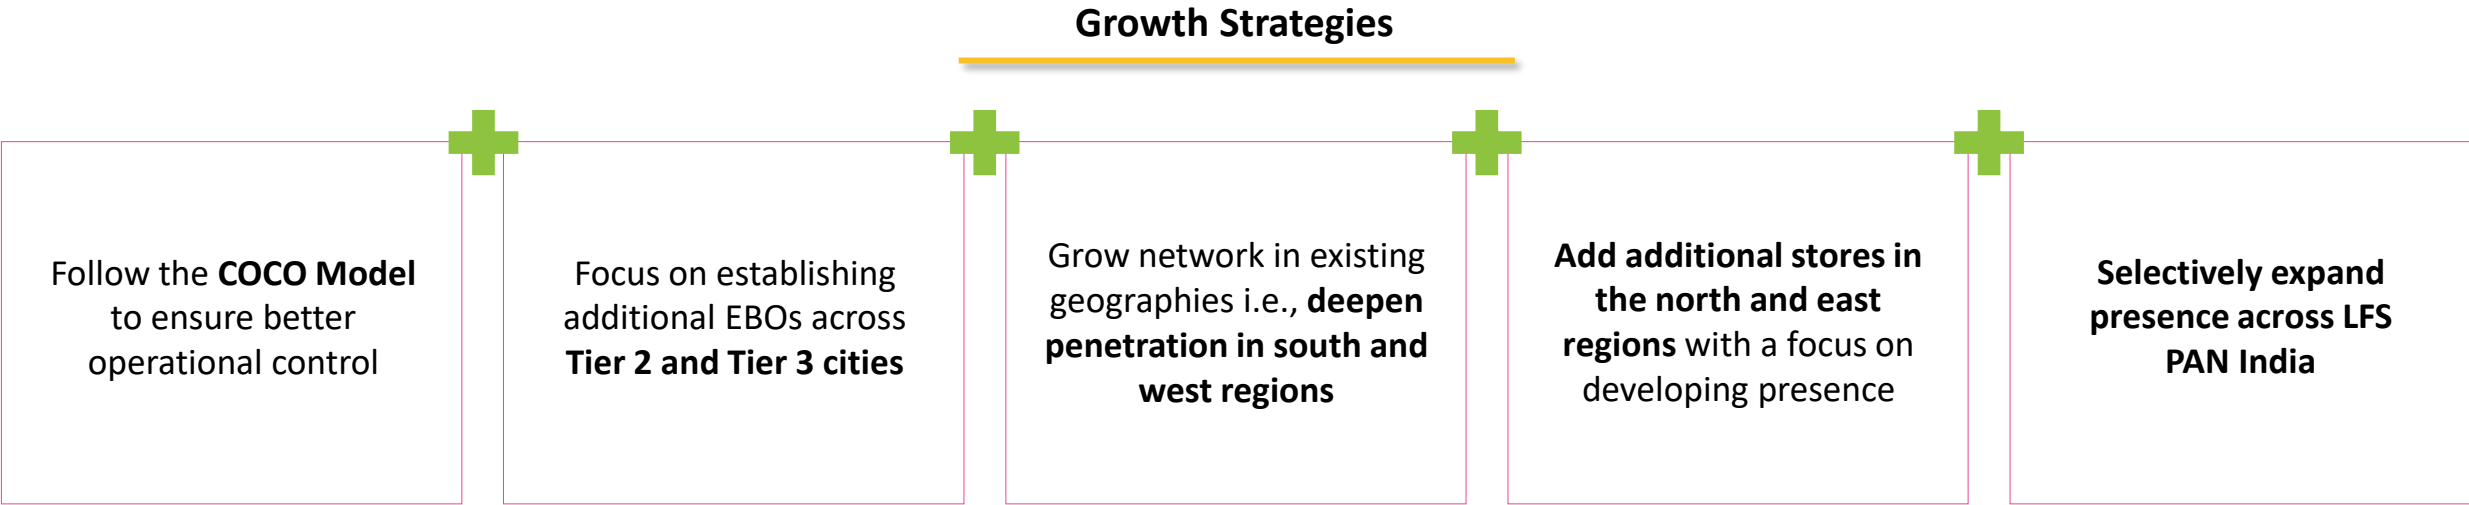 Growth Strategies
Follow the COCO Model
to ensure better
operational control
Focus on establishing
additional EBOs across
Tier 2 and Tier 3 cities
Grow network in existing
geographies i.e., deepen
penetration in south and
west regions
Add additional stores in
the north and east
regions with a focus on
developing presence
Selectively expand
presence across LFS
PAN India